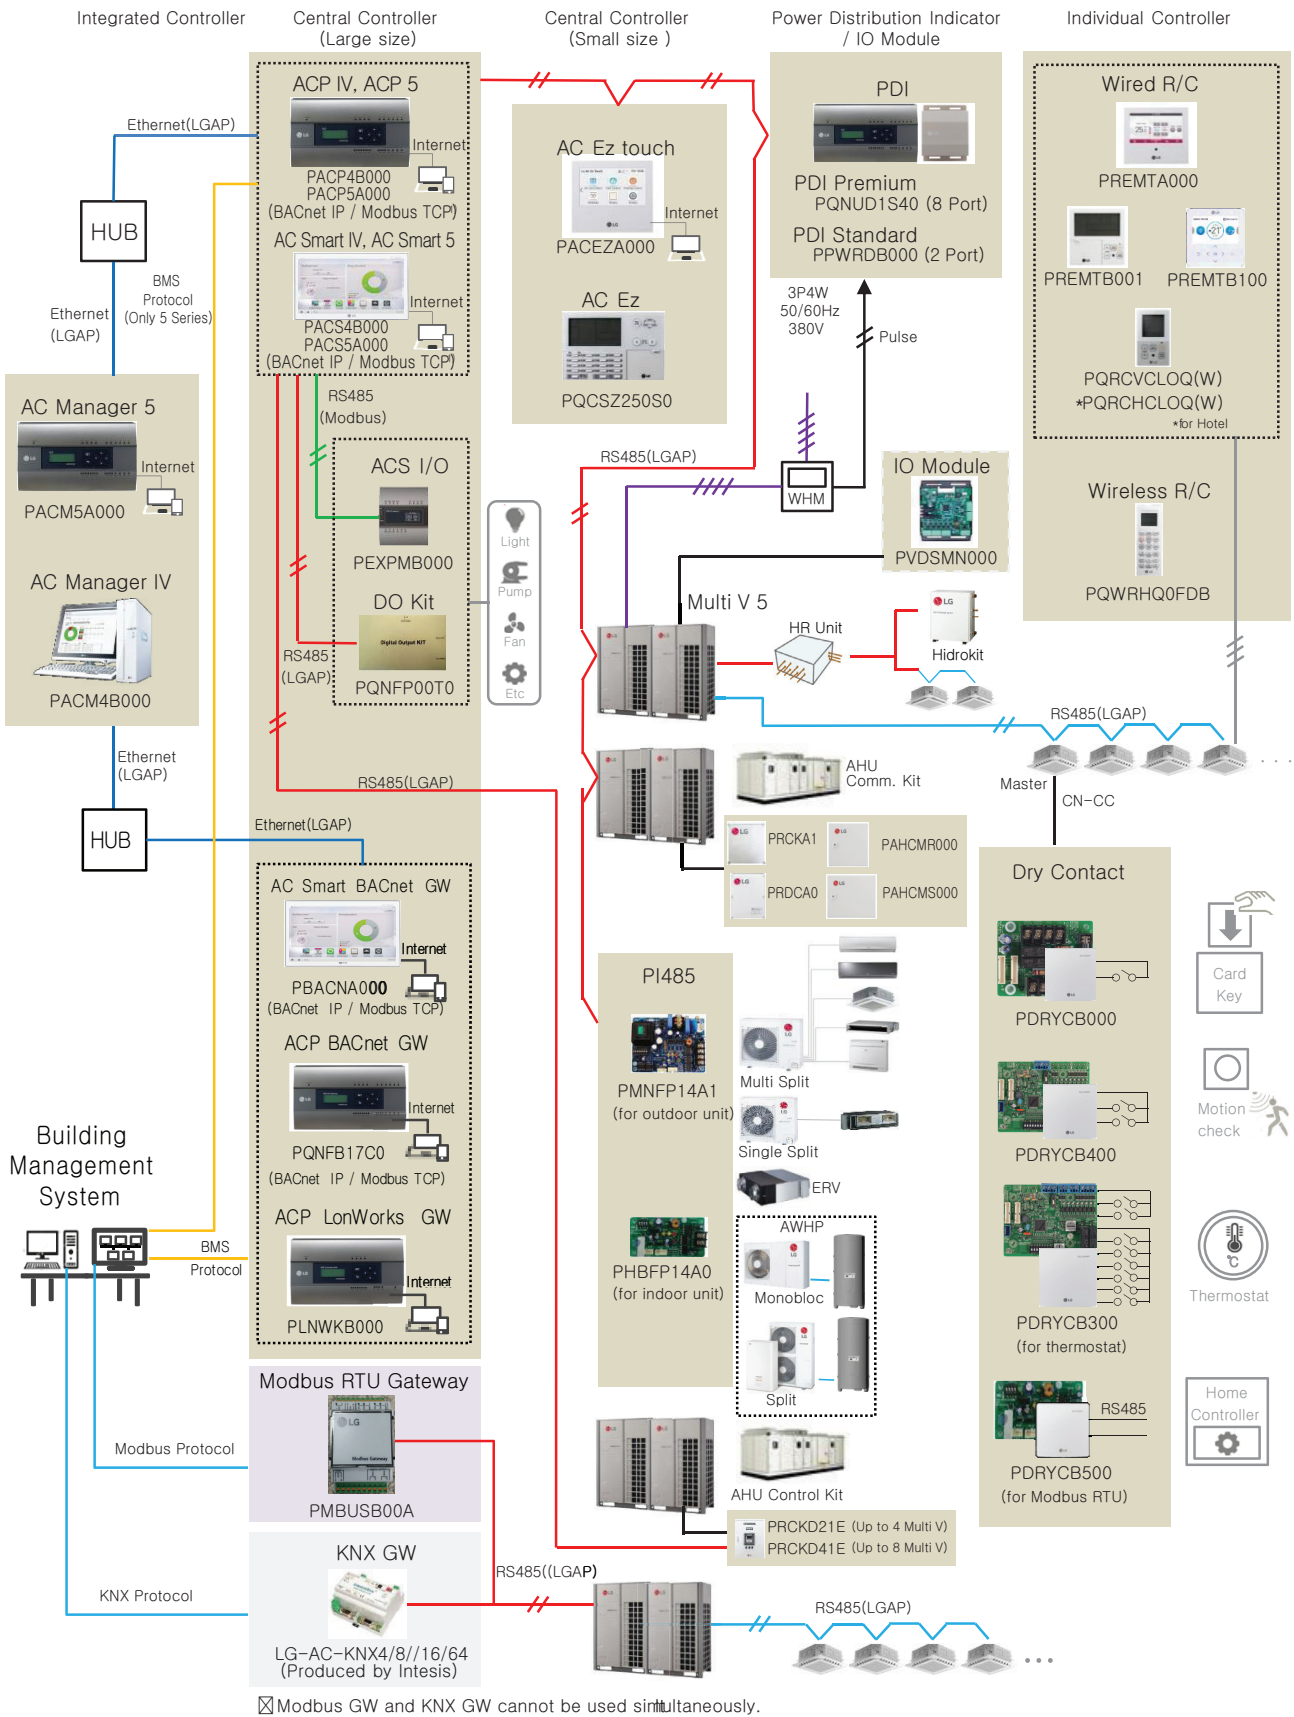 Integrated Controller
Central Controller
(Large size)
Central Controller
(Small size )
Power Distribution Indicator
/ IO Module
Individual Controller
ACP IV, ACP 5
Internet
PACP4B000
PACP5A000
(BACnet IP / Modbus TCP)
AC Smart IV, AC Smart 5
Internet
PACS4B000
PACS5A000
(BACnet IP / Modbus TCP)
Ethernet(LGAP)
HUB
Ethernet
(LGAP)
BMS
Protocol
(Only 5 Series)
AC Manager 5
Internet
PACM5A000
AC Manager IV
PACM4B000
Ethernet
(LGAP)
HUB
Ethernet(LGAP)
RS485
(Modbus)
ACS I/O
PEXPMB000
DO Kit
Digital Output KIT
PQNFP00T0
RS485
(LGAP)
Light
Pump
Fan
Etc
AC Ez touch
Internet
PACEZA000
AC Ez
PQCSZ250S0
PDI
PDI Premium
PQNUD1S40 (8 Port)
PDI Standard
PPWRDB000 (2 Port)
3P4W
50/60Hz
380V
Pulse
RS485(LGAP)
WHM
IO Module
PVDSMN000
Wired R/C
PREMTA000
PREMTB001
PREMTB100
PQRCVCLOQ(W)
*PQRCHCLOQ(W)
*for Hotel
Wireless R/C
PQWRHQ0FDB
Multi V 5
HR Unit
LG
Hidrokit
RS485(LGAP)
Master
CN-CC
RS485(LGAP)
AHU
Comm. Kit
PRCKA1
PAHCMR000
PRDCA0
PAHCMS000
AC Smart BACnet GW
Internet
PBACNA000
(BACnet IP / Modbus TCP)
ACP BACnet GW
Internet
PQNFB17C0
(BACnet IP / Modbus TCP)
ACP LonWorks GW
Internet
PLNWKB000
Building
Management
System
BMS
Protocol
PI485
PMNFP14A1
(for outdoor unit)
PHBFP14A0
(for indoor unit)
Multi Split
Single Split
ERV
AWHP
Monobloc
Split
Dry Contact
PDRYCB000
PDRYCB400
PDRYCB300
(for thermostat)
RS485
PDRYCB500
(for Modbus RTU)
Card
Key
Motion
check
°C
Thermostat
Home
Controller
Modbus RTU Gateway
LG
Modbus Gateway
PMBUSB00A
Modbus Protocol
KNX GW
LG-AC-KNX4/8//16/64
(Produced by Intesis)
KNX Protocol
RS485((LGAP)
AHU Control Kit
PRCKD21E (Up to 4 Multi V)
PRCKD41E (Up to 8 Multi V)
RS485(LGAP)
Modbus GW and KNX GW cannot be used simultaneously.